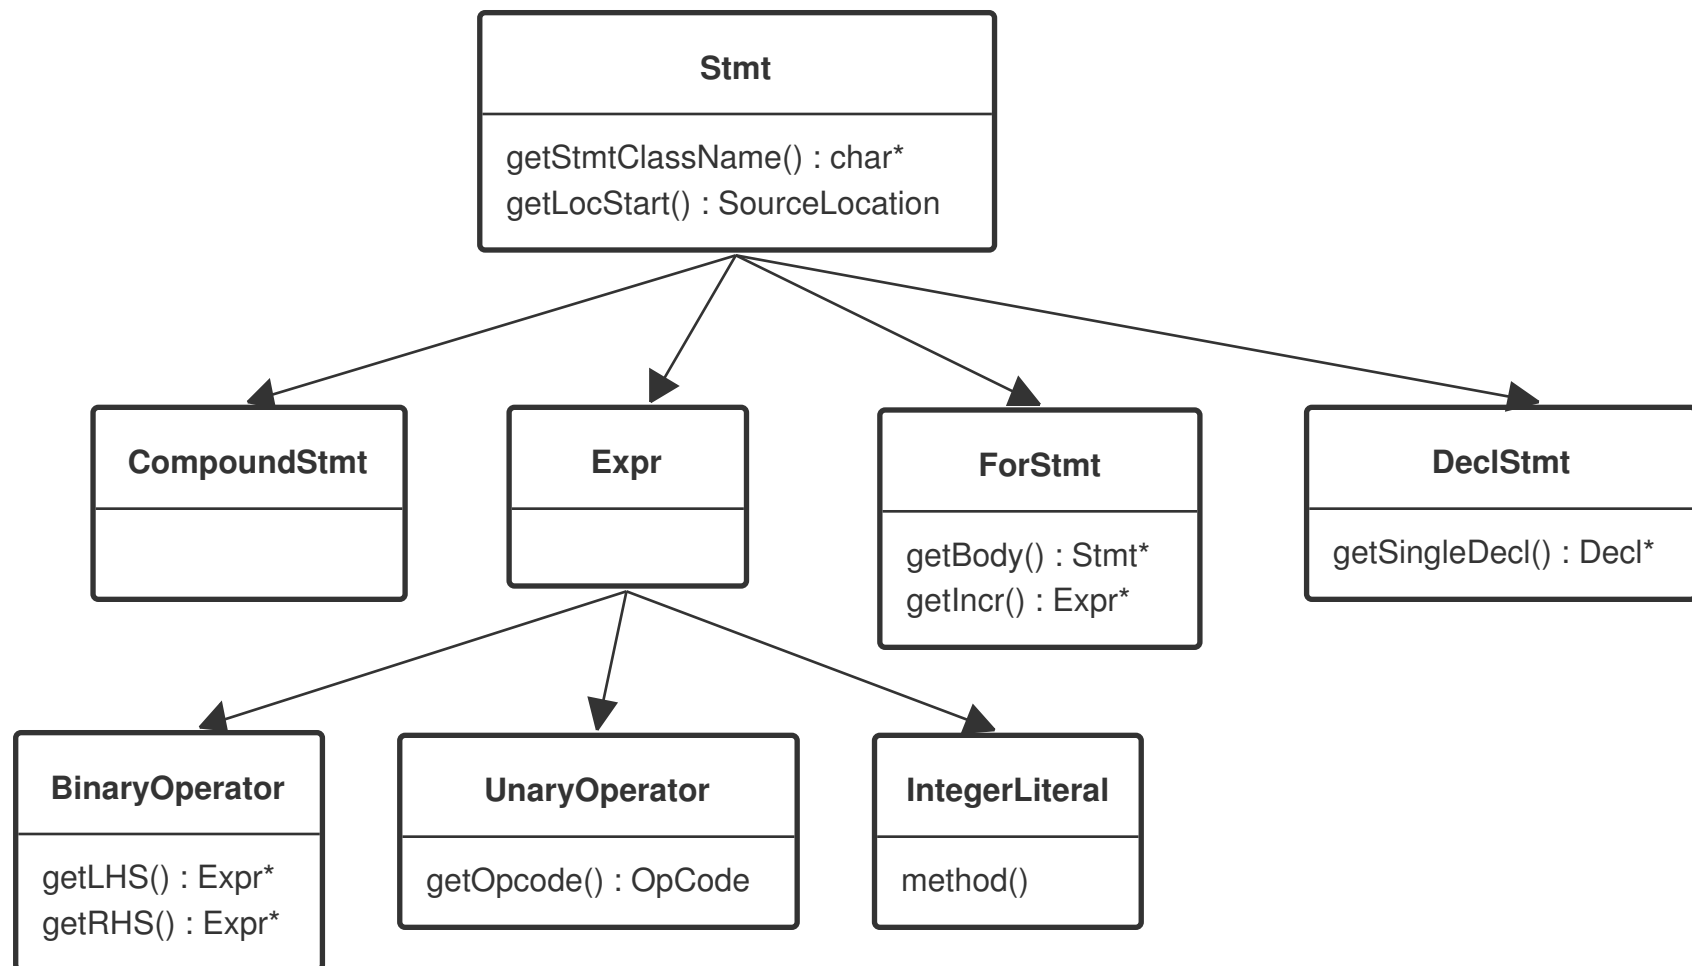 Stmt
getStmtClassName() : char*
getLocStart() : SourceLocation
CompoundStmt
Expr
ForStmt
getBody() : Stmt*
getIncr() : Expr*
DeclStmt
getSingleDecl() : Decl*
BinaryOperator
getLHS() : Expr*
getRHS() : Expr*
UnaryOperator
getOpcode() : OpCode
IntegerLiteral
method()